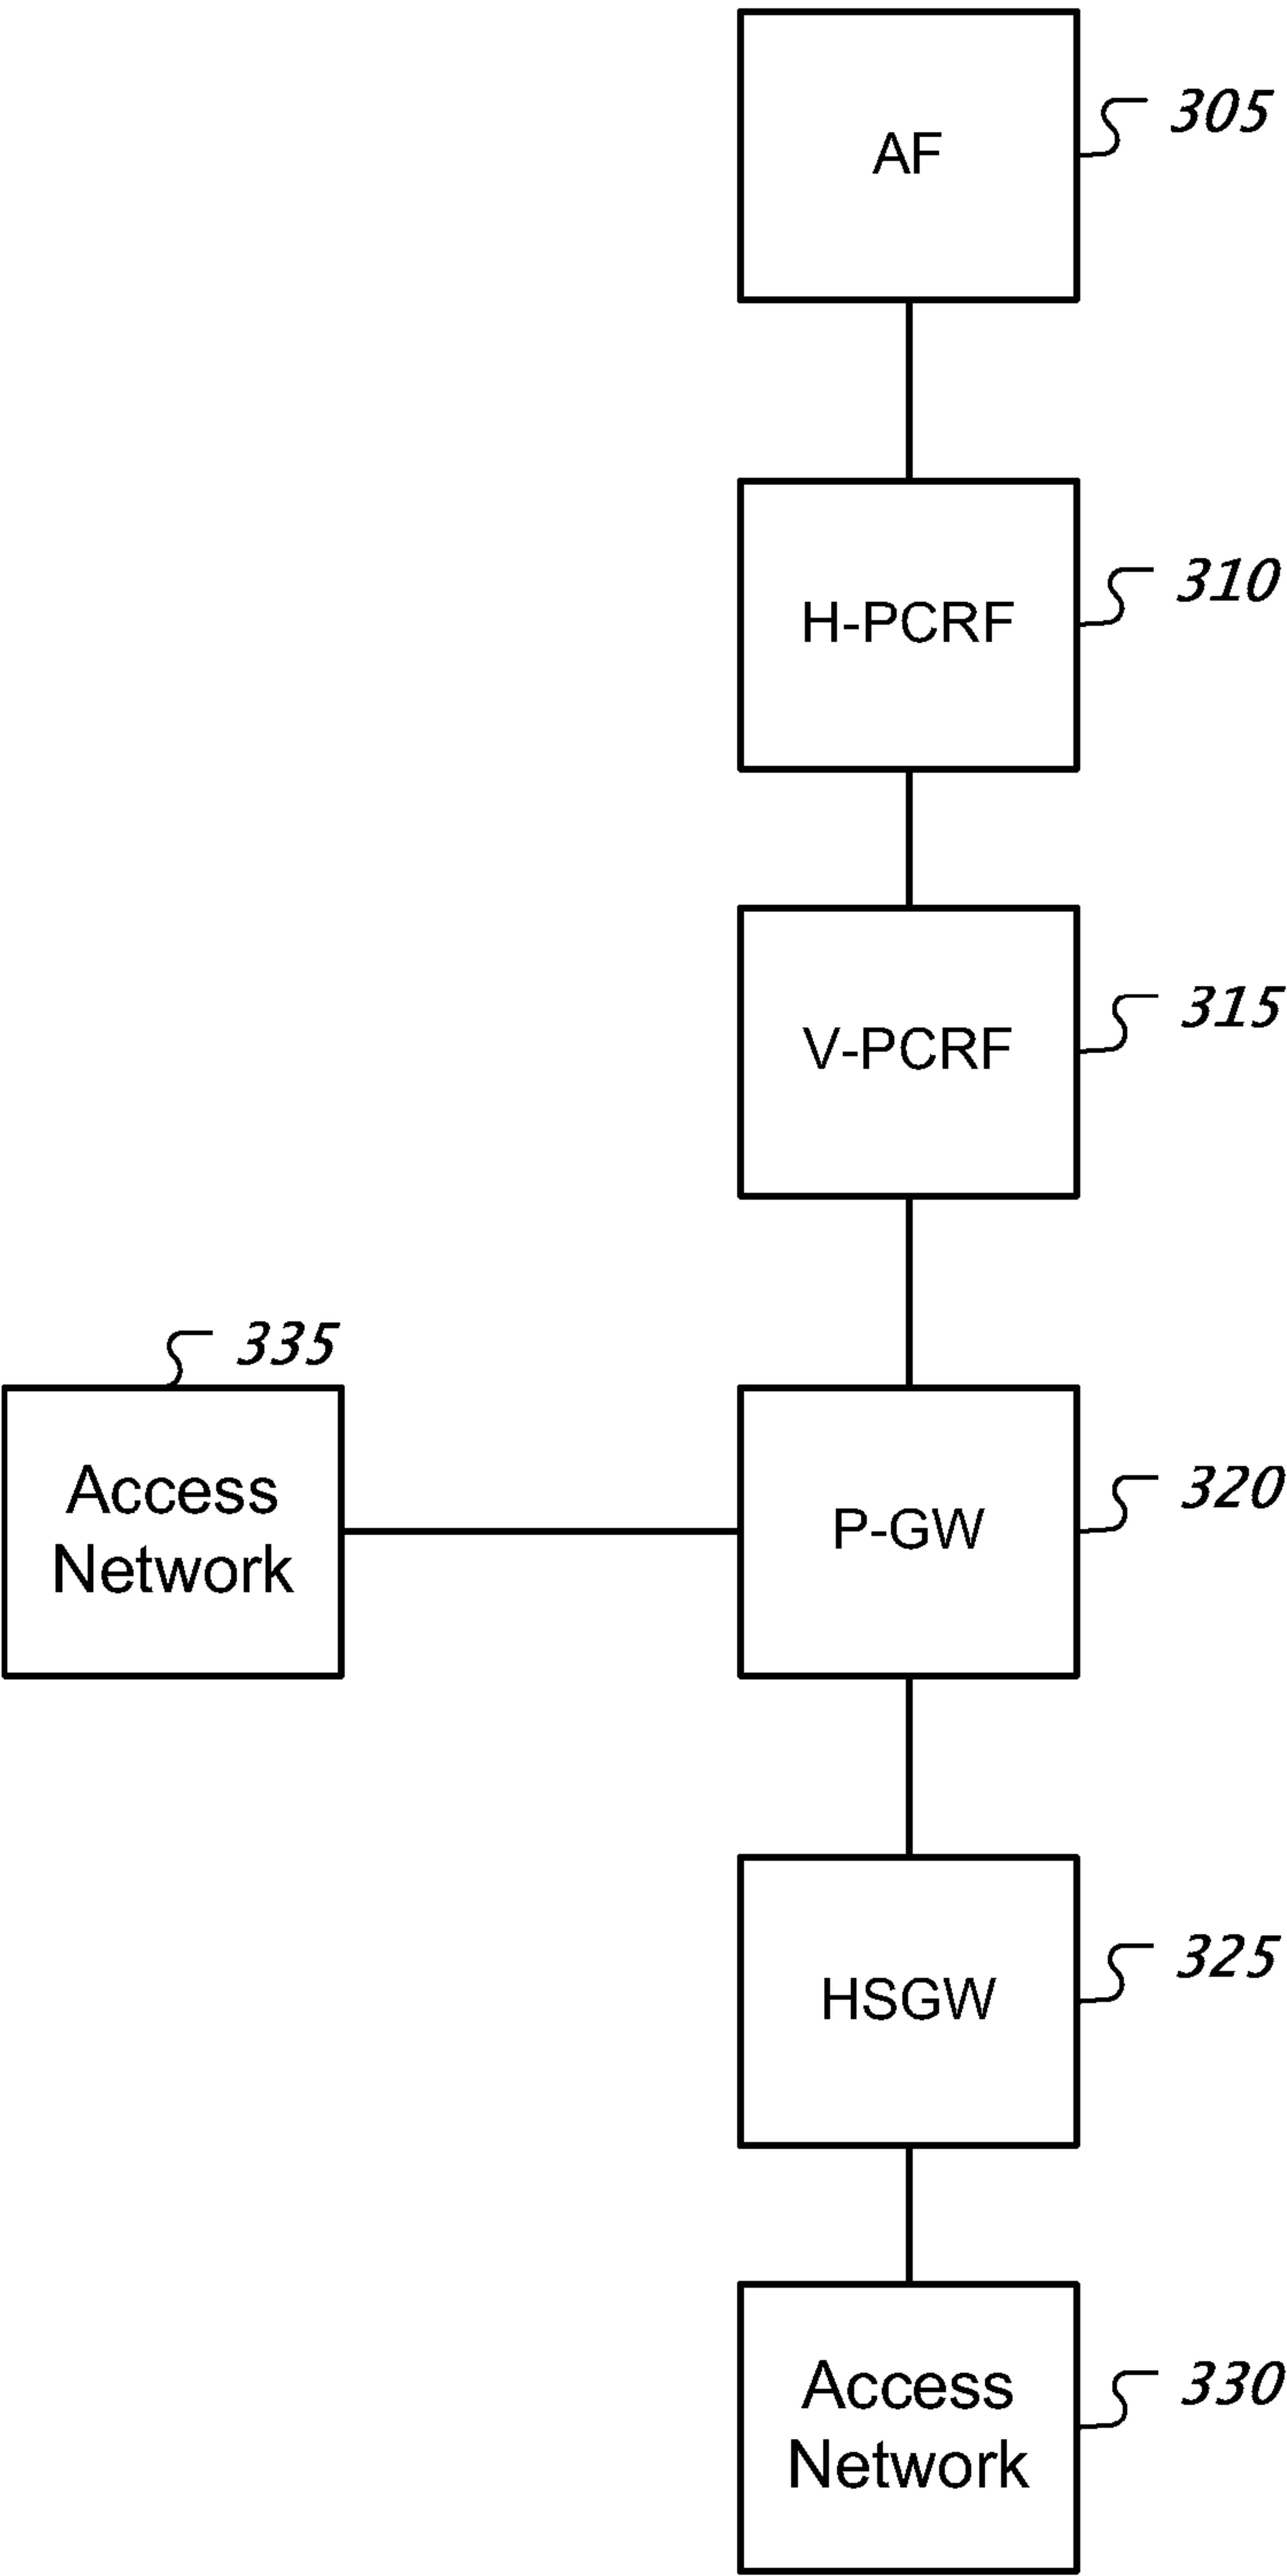 AF
305
H-PCRF
310
V-PCRF
315
335
Access
Network
P-GW
320
HSGW
325
Access
Network
330